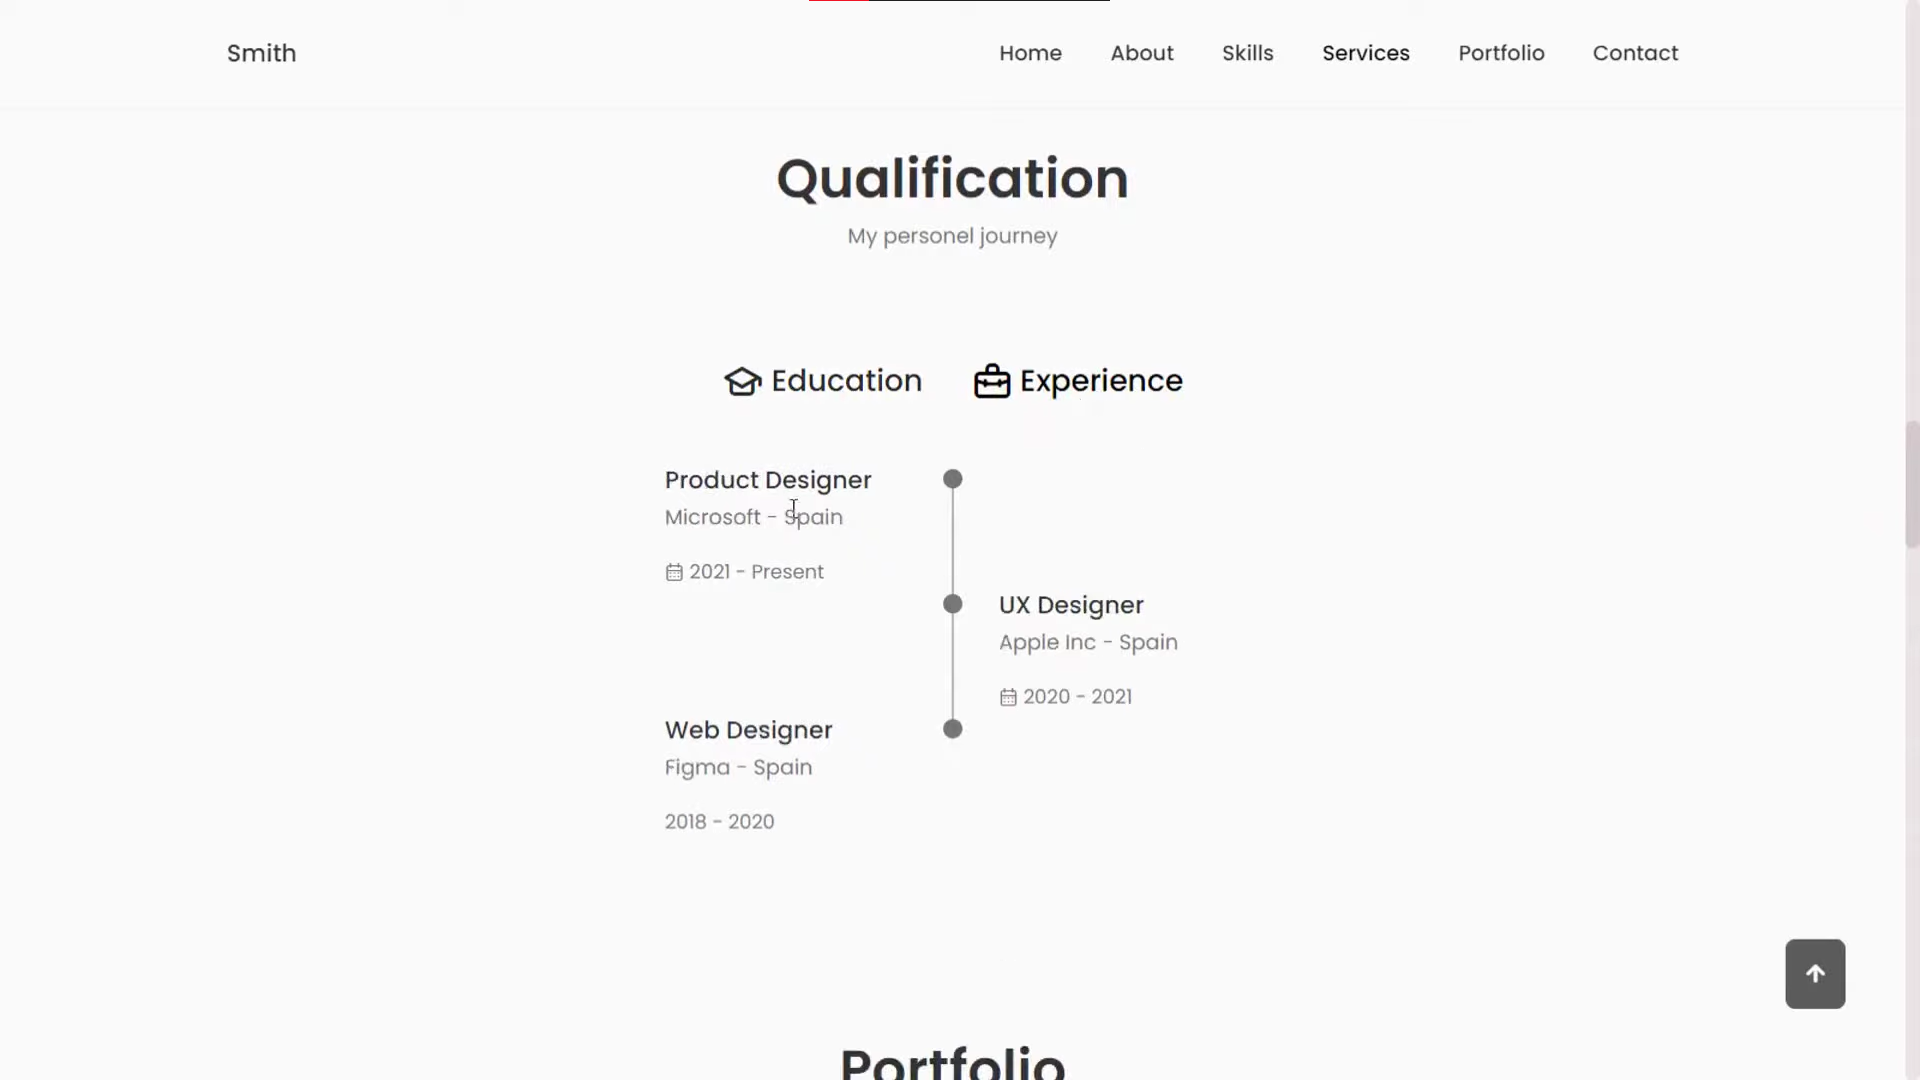 Smith
Home About Skills Services Portfolio Contact
Qualification
My personel journey
Education Experience
Product Designer
Microsoft - Spain
2021 - Present
UX Designer
Apple Inc - Spain
2020 - 2021
Web Designer
Figma - Spain
2018 - 2020
Portfolio